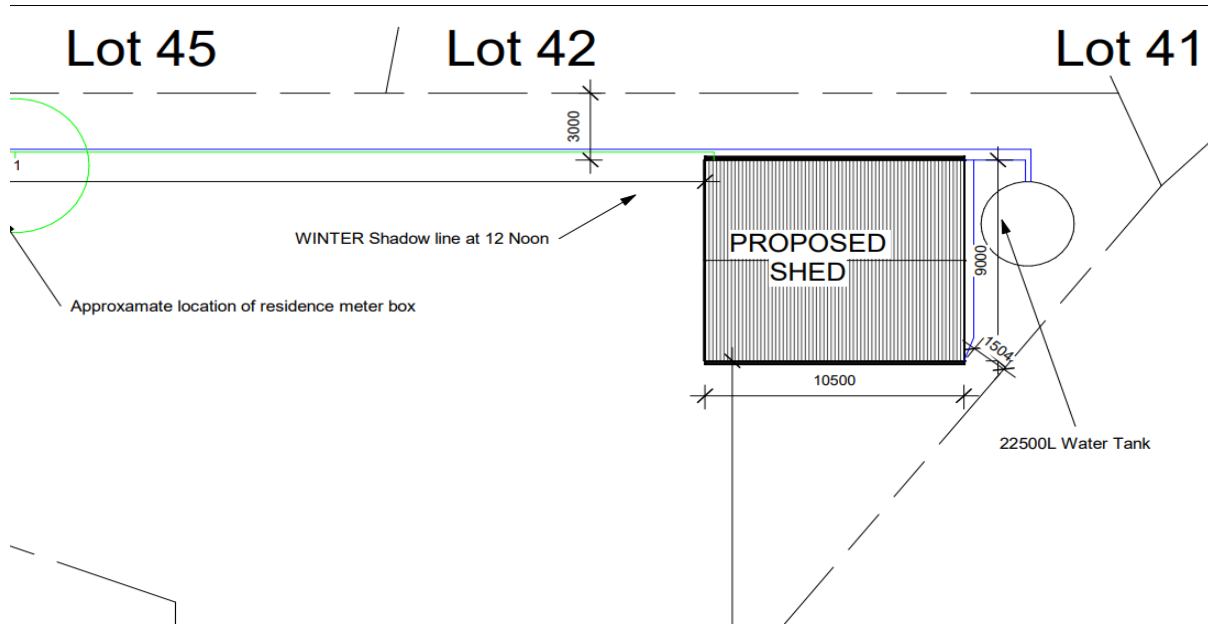 Lot 45
Lot 42
Lot 41
3000
1
WINTER Shadow line at 12 Noon
PROPOSED
SHED
9000
Approxamate location of residence meter box
1504
10500
22500L Water Tank